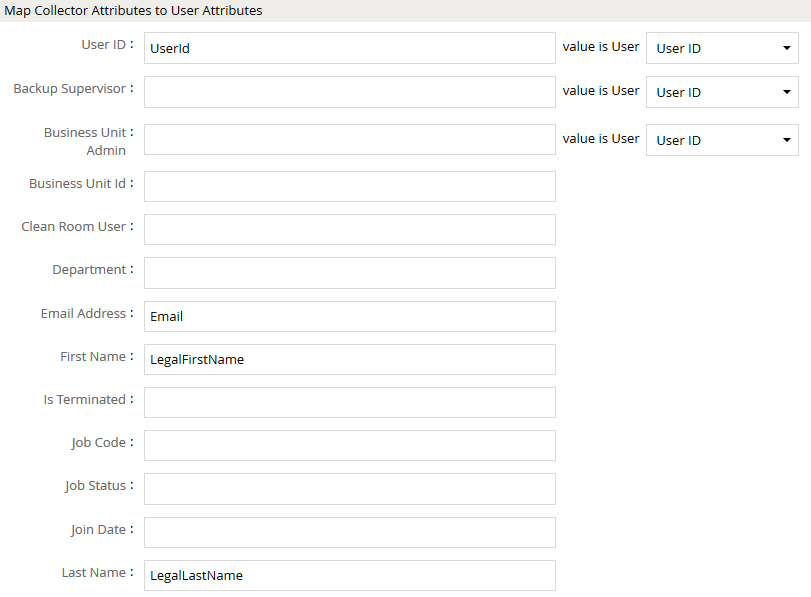 Map Collector Attributes to User Attributes
User ID : UserId value is User User ID
Backup Supervisor : value is User User ID
Business Unit : value is User User ID
Admin
Business Unit Id :
Clean Room User :
Department :
Email Address : Email
First Name : LegalFirstName
Is Terminated :
Job Code :
Job Status :
Join Date :
Last Name : LegalLastName